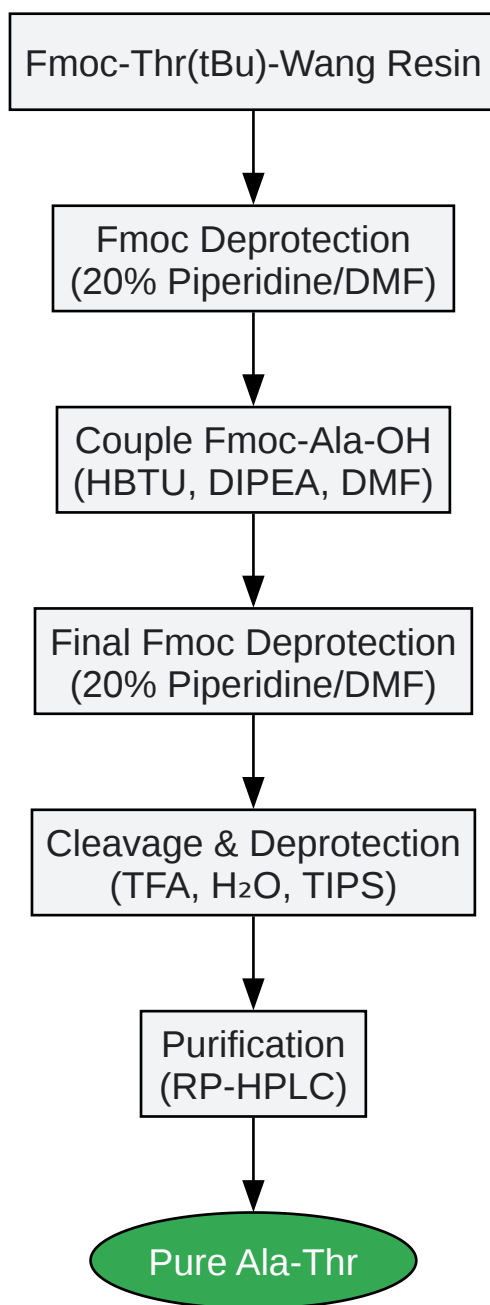 Fmoc-Thr(tBu)-Wang Resin
Fmoc Deprotection
(20% Piperidine/DMF)
Couple Fmoc-Ala-OH
(HBTU, DIPEA, DMF)
Final Fmoc Deprotection
(20% Piperidine/DMF)
Cleavage & Deprotection
(TFA, H₂O, TIPS)
Purification
(RP-HPLC)
Pure Ala-Thr